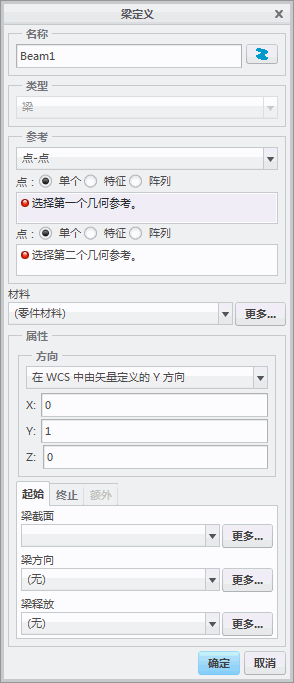 梁定义
名称
Beam1
类型
梁
参考
点-点
点： 单个 特征 阵列
选择第一个几何参考。
点： 单个 特征 阵列
选择第二个几何参考。
材料
(零件材料) 更多...
属性
方向
在 WCS 中由矢量定义的 Y 方向
X: 0
Y: 1
Z: 0
起始 终止 额外
梁截面
更多...
梁方向
(无) 更多...
梁释放
(无) 更多...
确定 取消